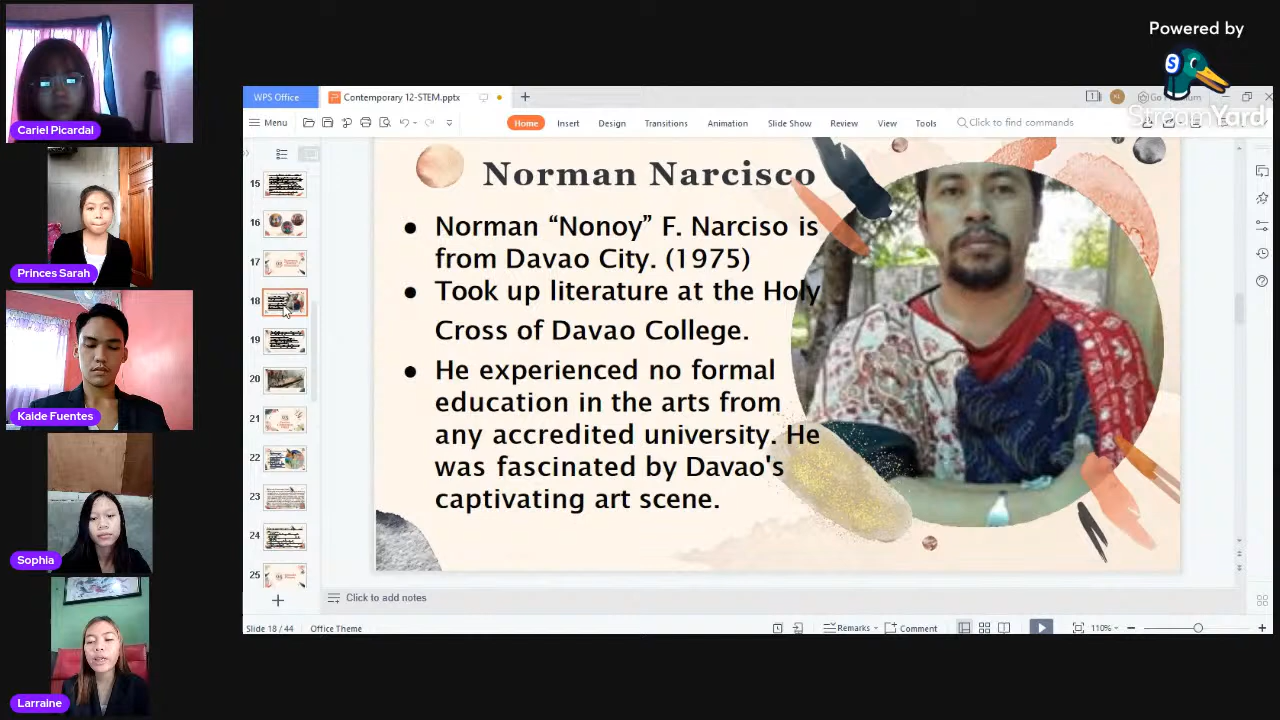 Powered by
StreamYard
Cariel Picardal
Princes Sarah
Kalde Fuentes
Sophia
Larraine
WPS Office
Contemporary 12-STEM.pptx
Menu
Home
Insert
Design
Transitions
Animation
Slide Show
Review
View
Tools
Click to find commands
15
16
17
18
19
20
21
22
23
24
25
Norman Narcisco
Norman “Nonoy” F. Narciso is
from Davao City. (1975)
Took up literature at the Holy
Cross of Davao College.
He experienced no formal
education in the arts from
any accredited university. He
was fascinated by Davao's
captivating art scene.
Click to add notes
Slide 18 / 44
Office Theme
Remarks
Comment
110%